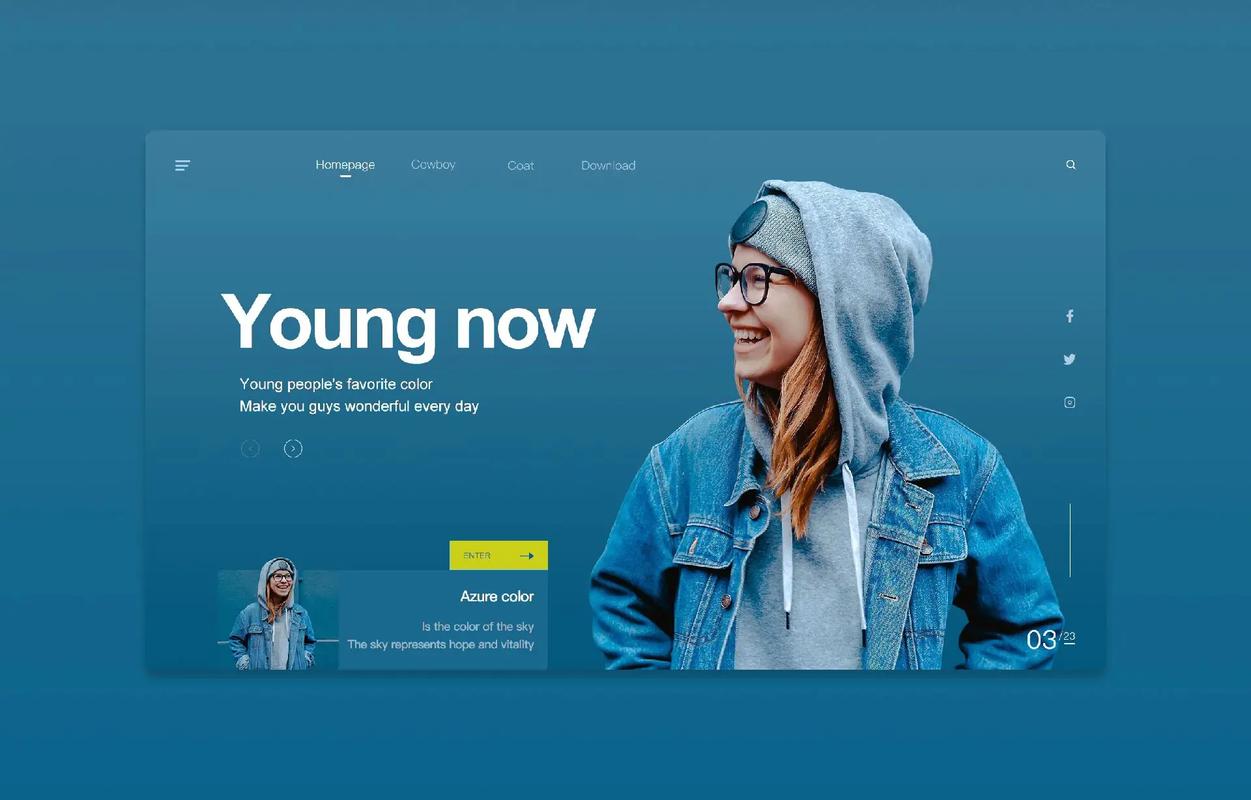 Homepage Cowboy Coat Download
Young now
Young people's favorite color
Make you guys wonderful every day
ENTER
Azure color
Is the color of the sky
The sky represents hope and vitality
03/23